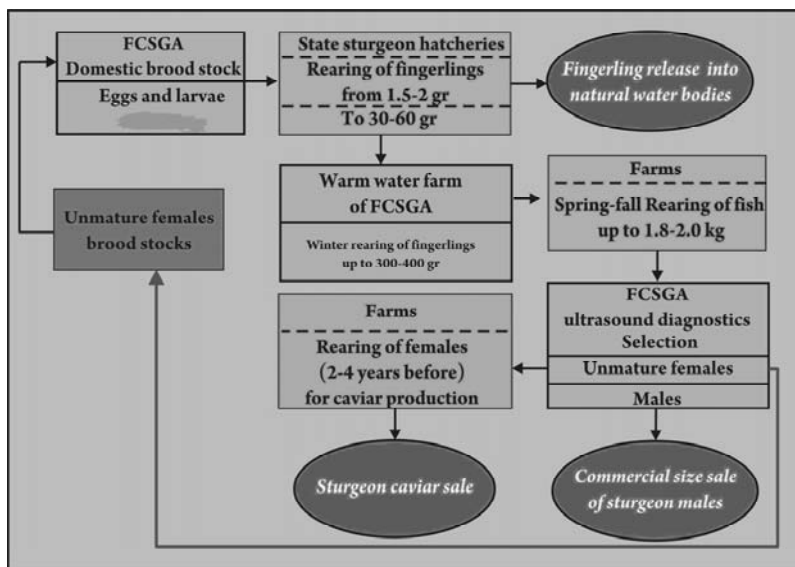 FCSGA
Domestic brood stock
Eggs and larvae
State sturgeon hatcheries
Rearing of fingerlings
from 1.5-2 gr
To 30-60 gr
Fingerling release into
natural water bodies
Warm water farm
of FCSGA
Winter rearing of fingerlings
up to 300-400 gr
Farms
Spring-fall Rearing of fish
up to 1.8-2.0 kg
Unmature females
brood stocks
FCSGA
ultrasound diagnostics
Selection
Unmature females
Males
Farms
Rearing of females
(2-4 years before)
for caviar production
Sturgeon caviar sale
Commercial size sale
of sturgeon males